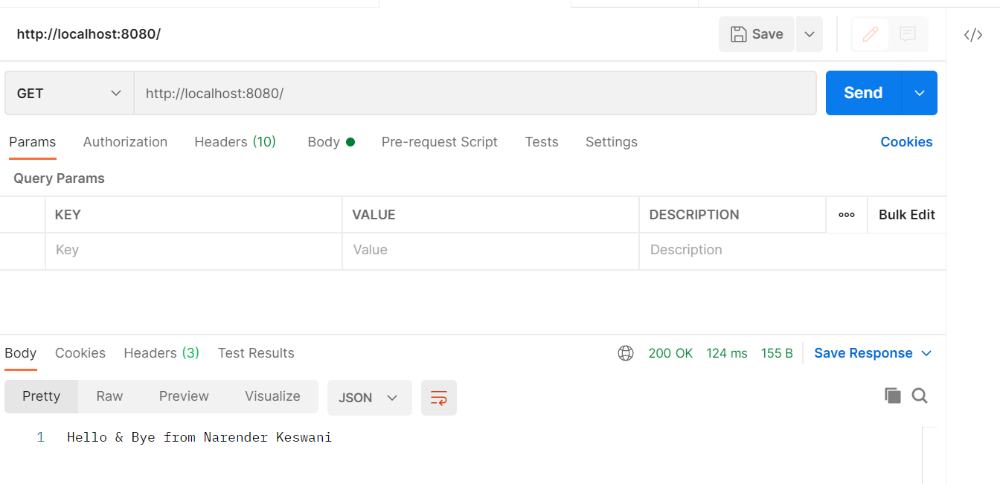 http://localhost:8080/ Save </>
GET http://localhost:8080/ Send
Params Authorization Headers (10) Body Pre-request Script Tests Settings Cookies
Query Params
KEY VALUE DESCRIPTION Bulk Edit
Key Value Description
Body Cookies Headers (3) Test Results 200 OK 124 ms 155 B Save Response
Pretty Raw Preview Visualize JSON
1 Hello & Bye from Narender Keswani